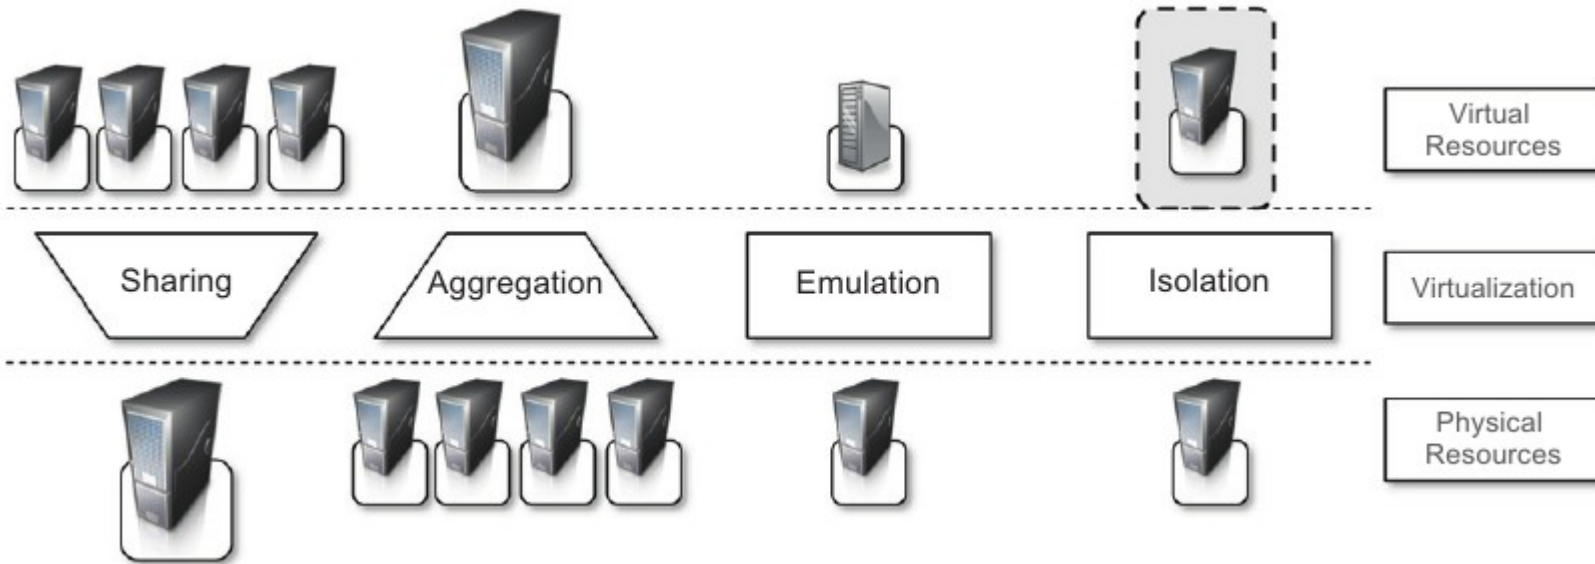 Virtual
Resources
Sharing
Aggregation
Emulation
Isolation
Virtualization
Physical
Resources